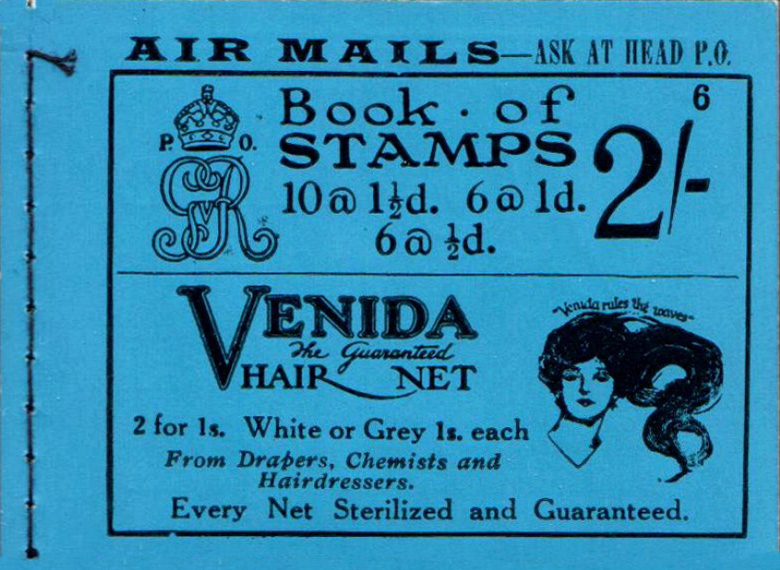 AIR MAILS—ASK AT HEAD P.O.
6
P. O.
GR
Book · of
STAMPS
2/-
10@1½d. 6@1d.
6@½d.
VENIDA
The Guaranteed
HAIR NET
"Venida rules the waves"
2 for 1s. White or Grey 1s. each
From Drapers, Chemists and
Hairdressers.
Every Net Sterilized and Guaranteed.